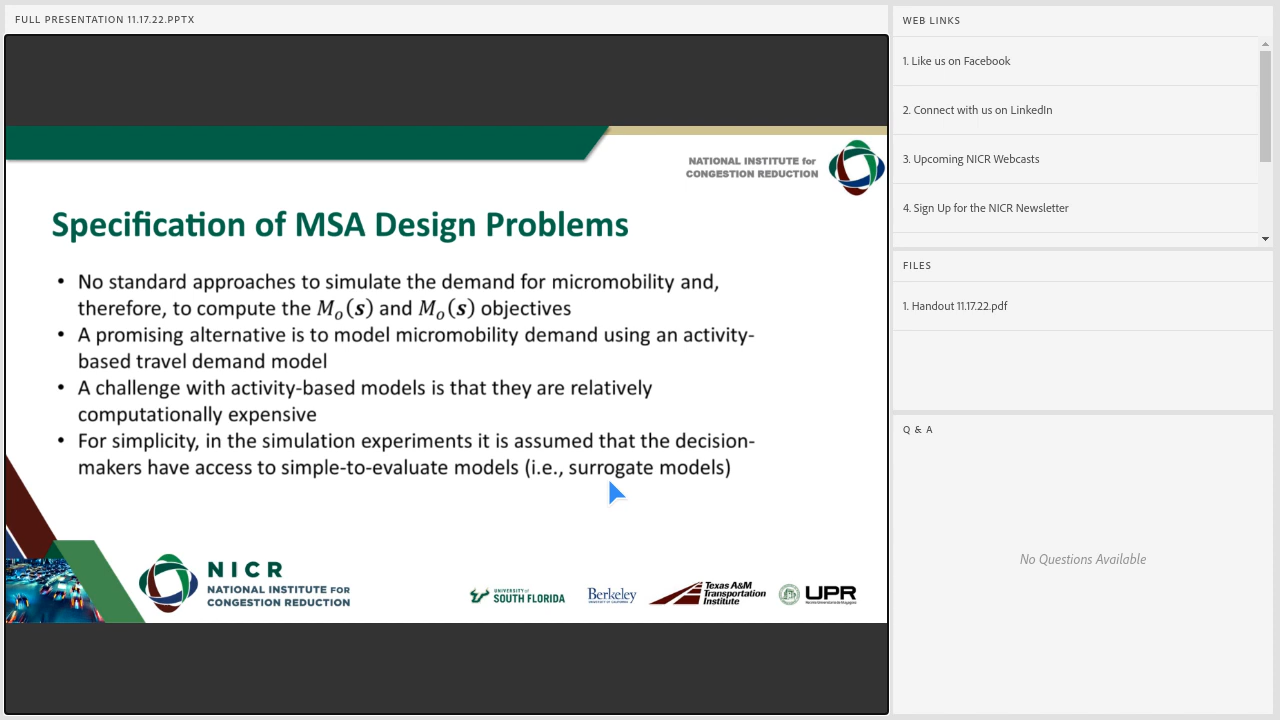 FULL PRESENTATION 11.17.22.PPTX
NATIONAL INSTITUTE for
CONGESTION REDUCTION
Specification of MSA Design Problems
• No standard approaches to simulate the demand for micromobility and,
therefore, to compute the Mₒ(s) and Mₒ(s) objectives
• A promising alternative is to model micromobility demand using an activity-
based travel demand model
• A challenge with activity-based models is that they are relatively
computationally expensive
• For simplicity, in the simulation experiments it is assumed that the decision-
makers have access to simple-to-evaluate models (i.e., surrogate models)
NICR
NATIONAL INSTITUTE FOR
CONGESTION REDUCTION
UNIVERSITY of
SOUTH FLORIDA
Berkeley
UNIVERSITY OF CALIFORNIA
Texas A&M
Transportation
Institute
UPR
WEB LINKS
1. Like us on Facebook
2. Connect with us on LinkedIn
3. Upcoming NICR Webcasts
4. Sign Up for the NICR Newsletter
FILES
1. Handout 11.17.22.pdf
Q & A
No Questions Available